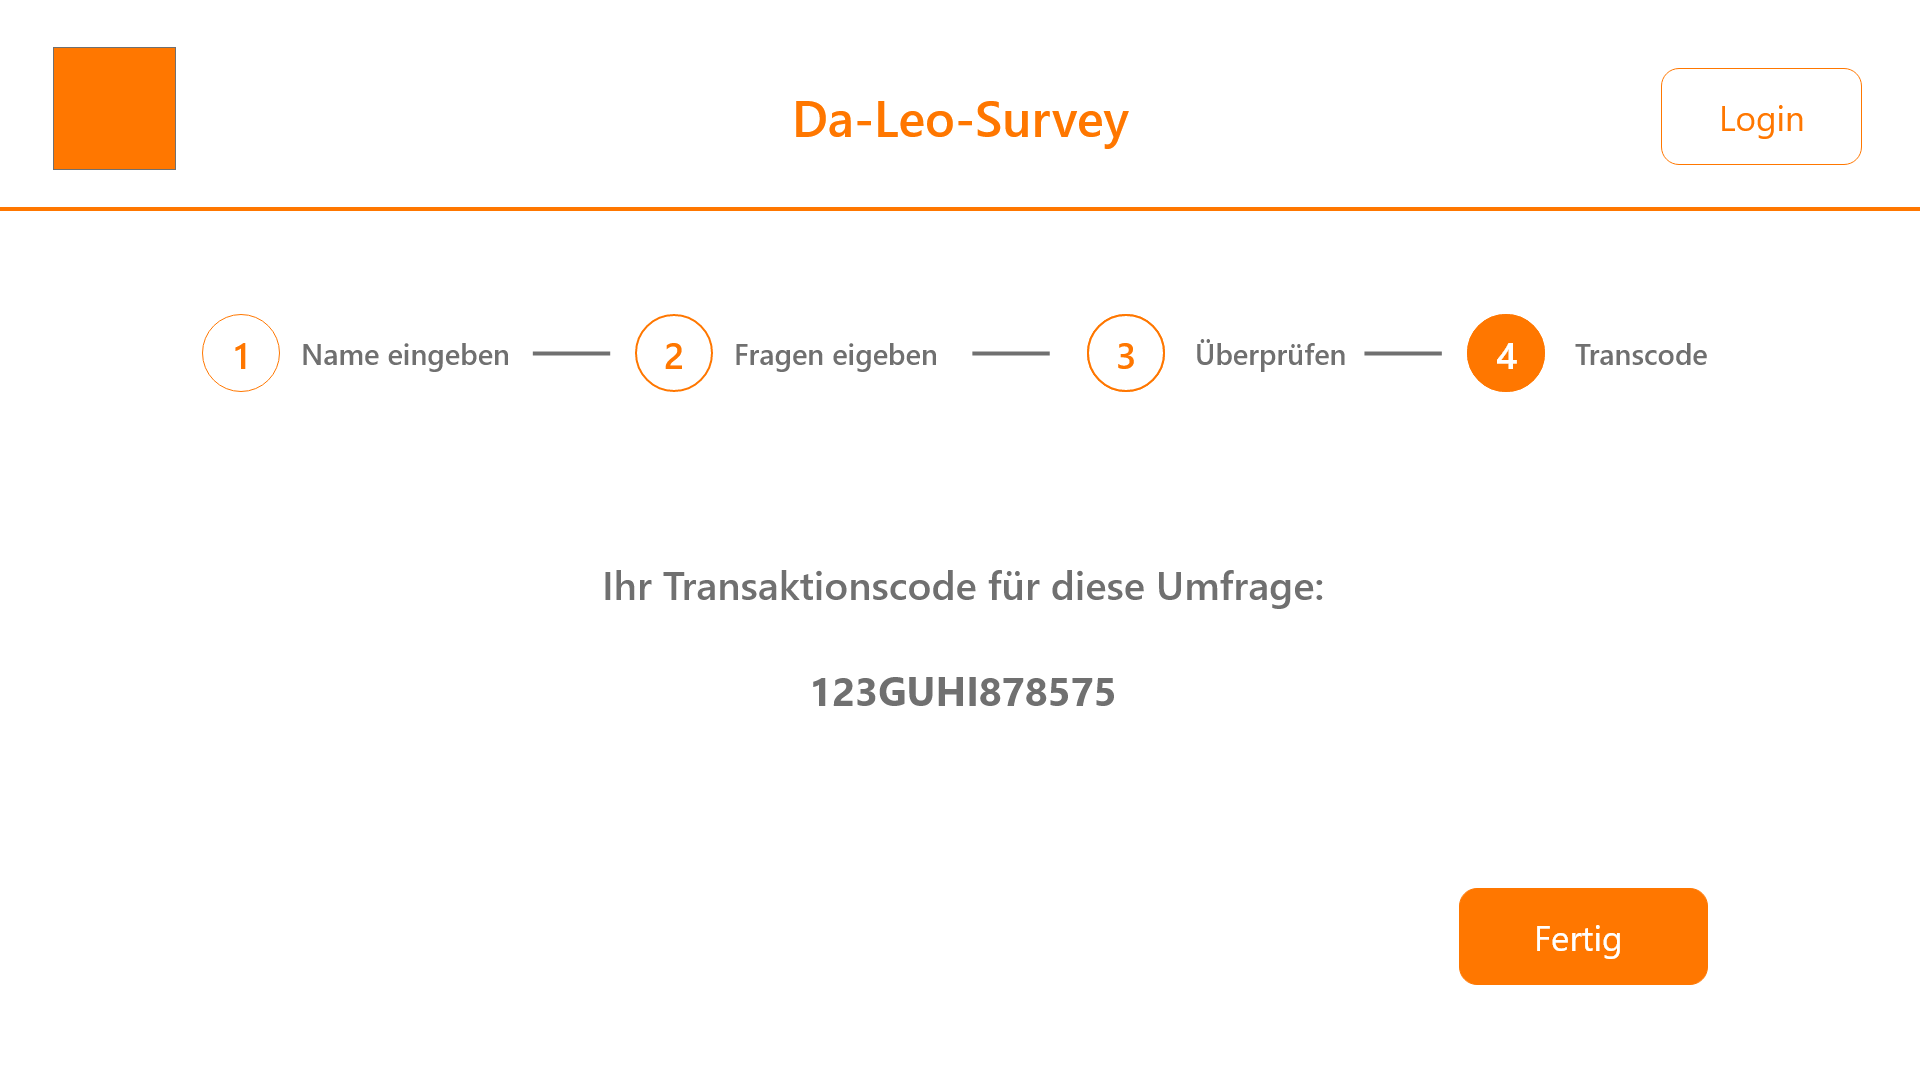 Da-Leo-Survey
Login
1 Name eingeben 2 Fragen eigeben 3 Überprüfen 4 Transcode
Ihr Transaktionscode für diese Umfrage:
123GUHI878575
Fertig